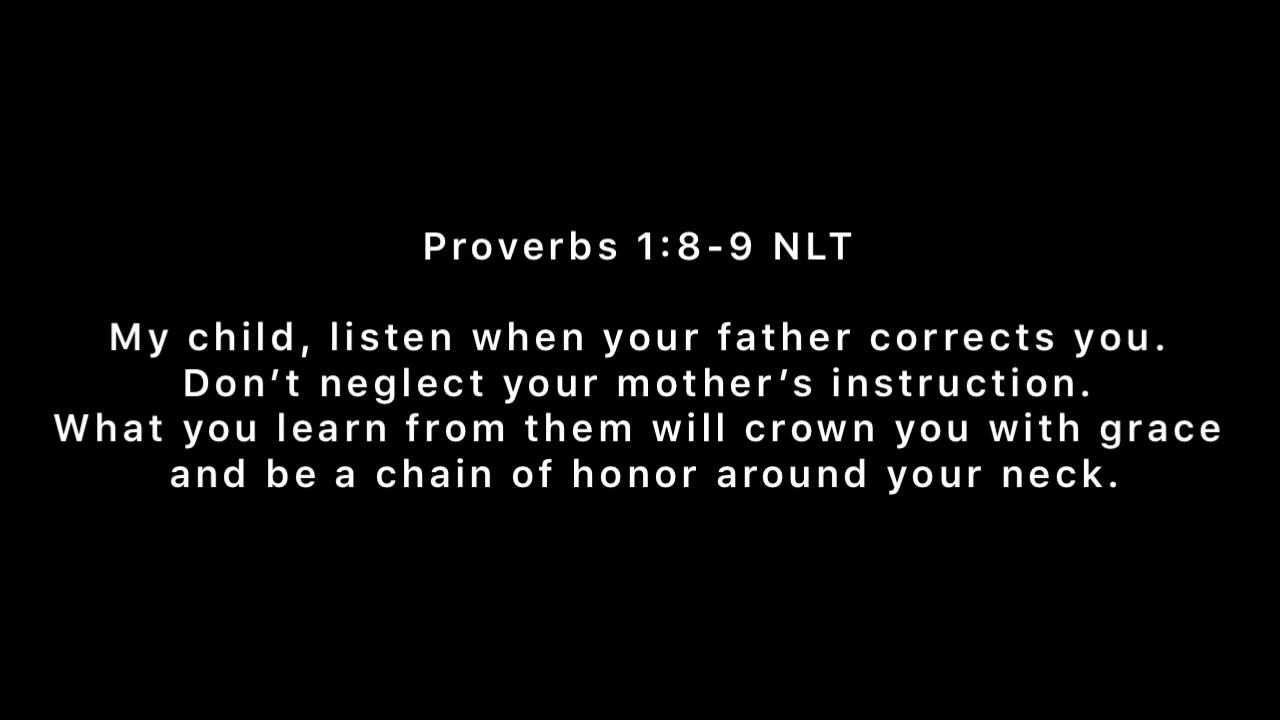 Proverbs 1:8-9 NLT
My child, listen when your father corrects you.
Don’t neglect your mother’s instruction.
What you learn from them will crown you with grace
and be a chain of honor around your neck.